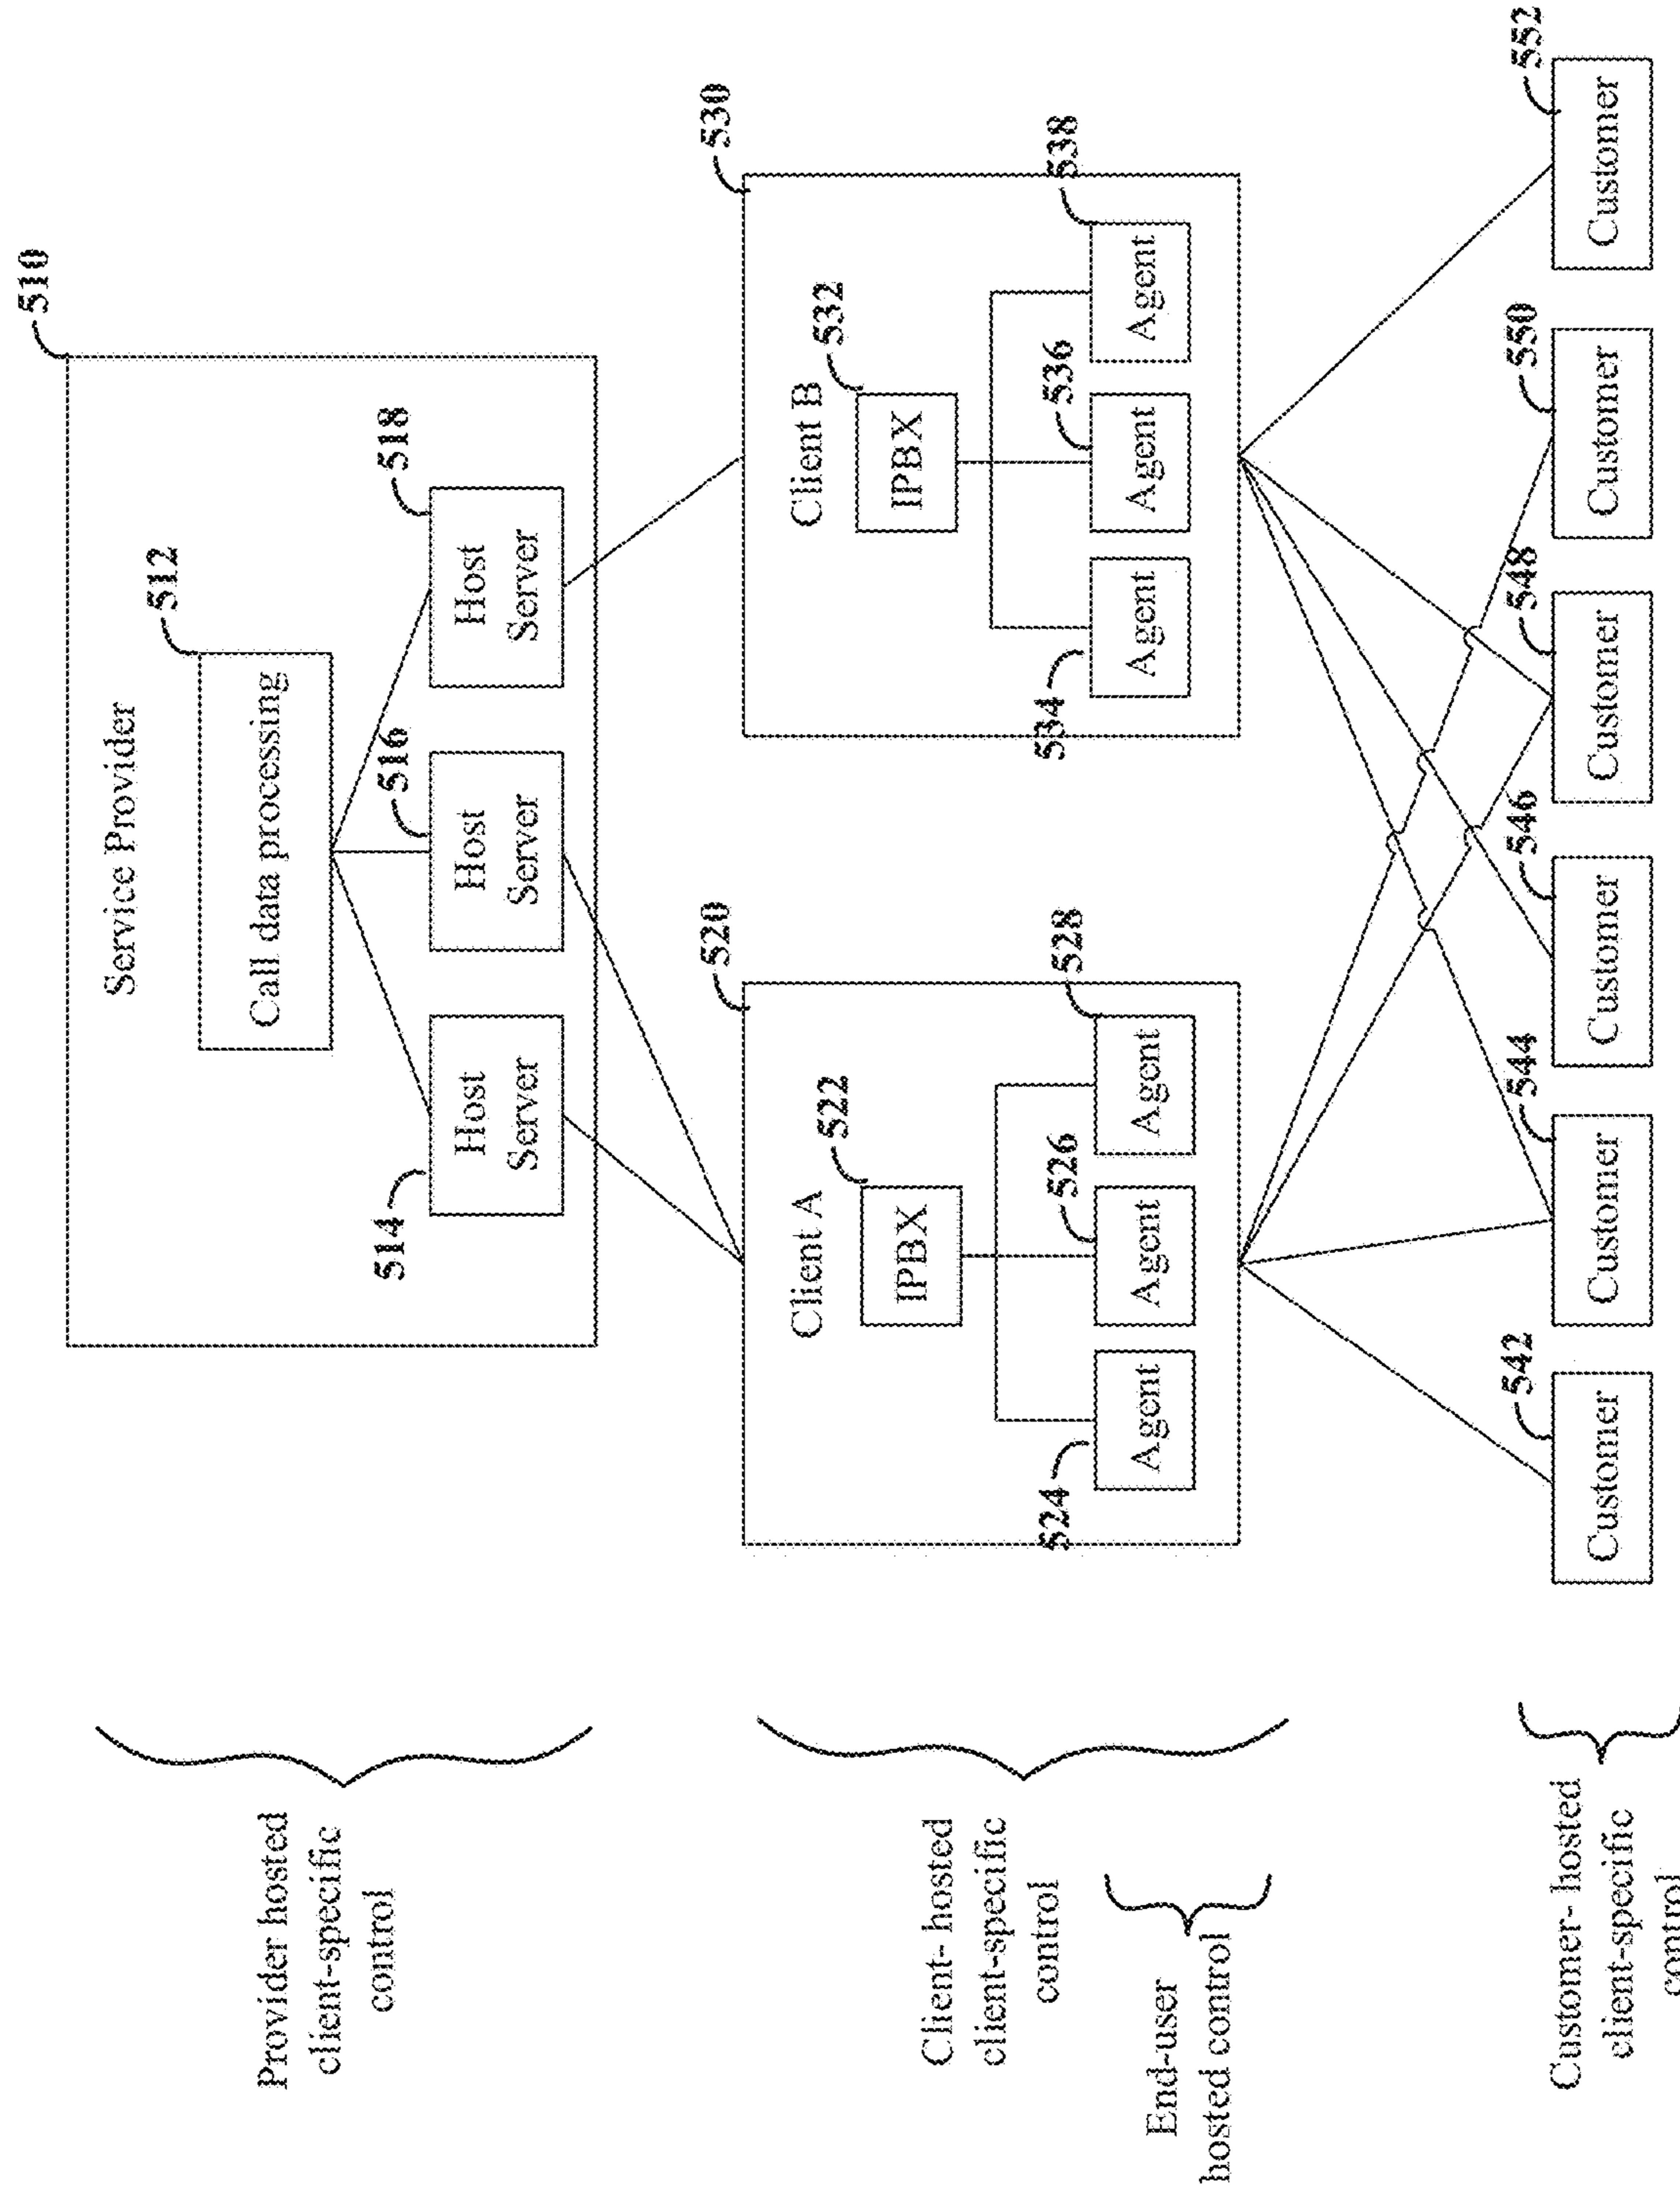 510
Service Provider
512
Call data processing
514
516
518
Host
Server
Host
Server
Host
Server
Provider hosted
client-specific
control
520
530
Client A
Client B
522
IPBX
532
IPBX
524
526
528
Agent
Agent
Agent
534
536
538
Agent
Agent
Agent
Client- hosted
client-specific
control
End-user
hosted control
542
544
546
548
550
552
Customer
Customer
Customer
Customer
Customer
Customer
Customer- hosted
client-specific
control